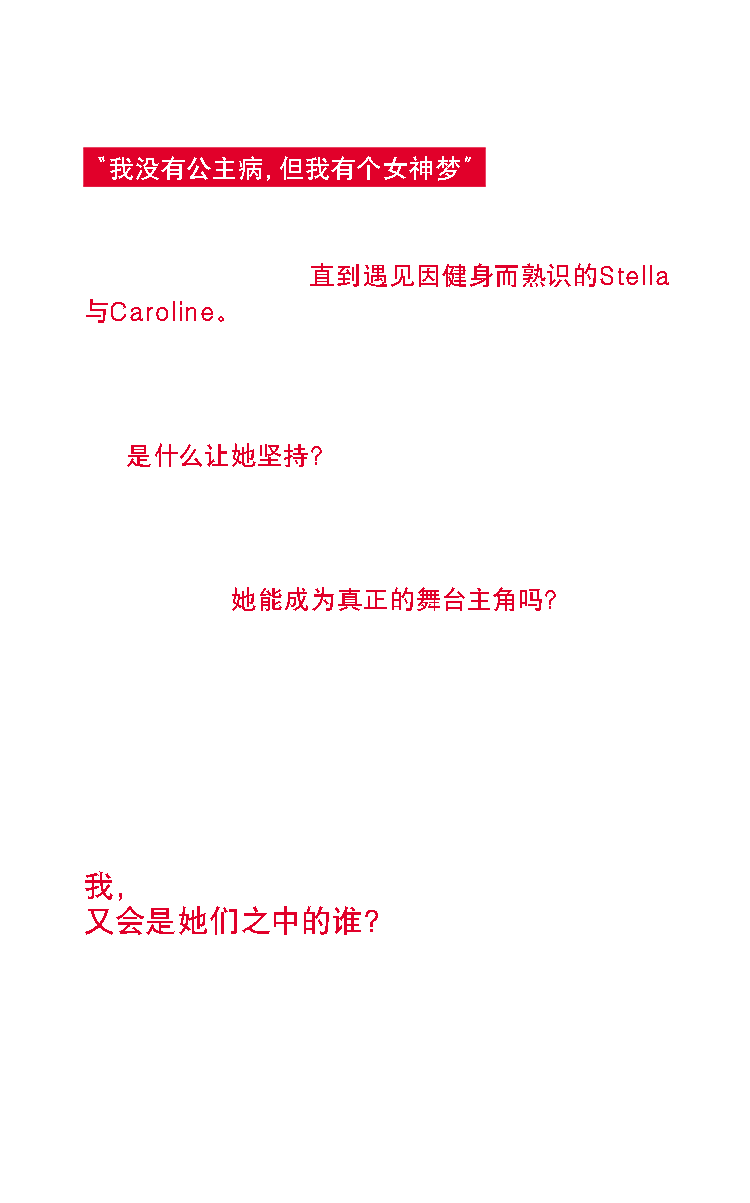 “我没有公主病，但我有个女神梦”
直到遇见因健身而熟识的Stella
与Caroline。
是什么让她坚持？
她能成为真正的舞台主角吗？
我，
又会是她们之中的谁？